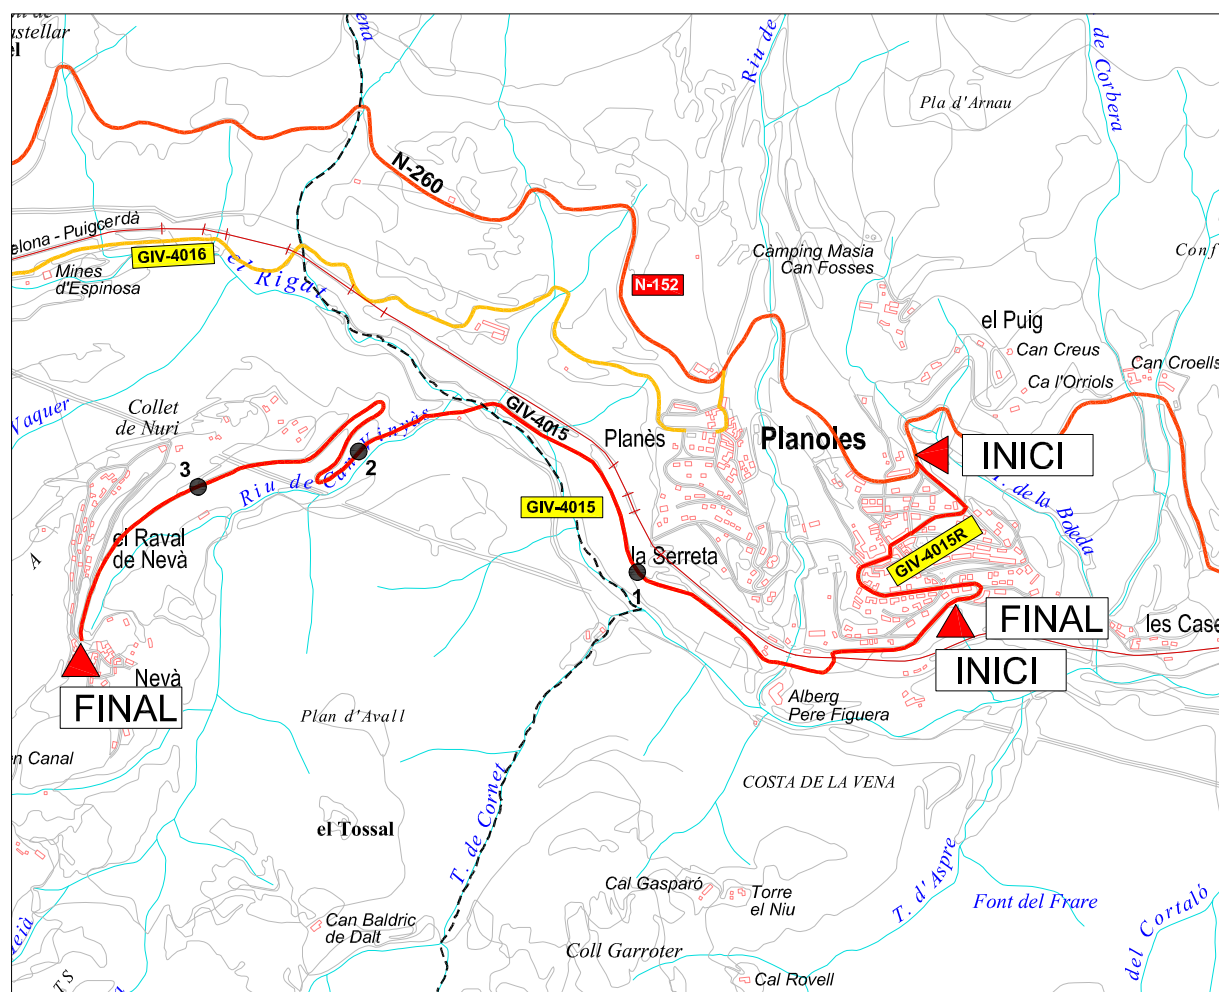 astellar
el
ena
Riu de
de Corbera
Pla d'Arnau
N-260
elona - Puigcerdà
GIV-4016
el Rigat
Mines
d'Espinosa
Camping Masia
Can Fosses
Conf
N-152
el Puig
Can Creus
Ca l'Orriols
Can Croells
Vaquer
Collet
de Nuri
GIV-4015
Planès
Planoles
INICI
3
2
Riu de Can Vinyàs
T. de la Boleda
GIV-4015
GIV-4015R
A
el Raval
de Nevà
la Serreta
1
FINAL
les Case
INICI
Nevà
FINAL
Alberg
Pere Figuera
Plan d'Avall
en Canal
COSTA DE LA VENA
T. de Cornet
el Tossal
T. d'Aspre
Cal Gasparó
Torre
el Niu
Font del Frare
del Cortaló
Can Baldric
de Dalt
Coll Garroter
Cal Rovell
TS